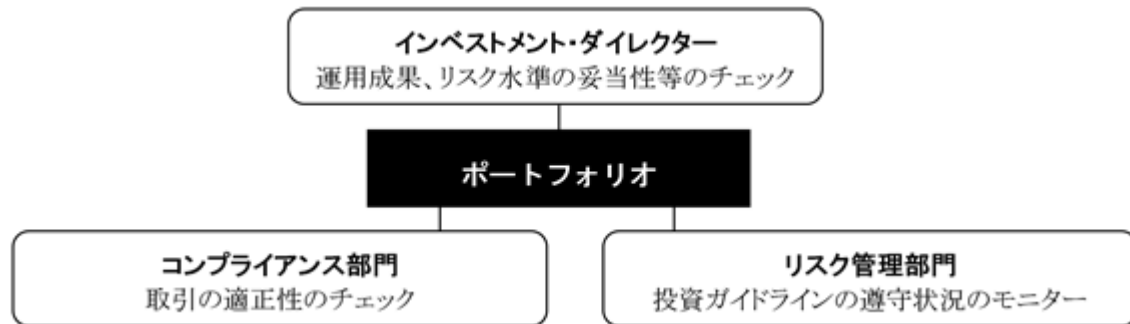 インベストメント・ダイレクター
運用成果、リスク水準の妥当性等のチェック
ポートフォリオ
コンプライアンス部門
取引の適正性のチェック
リスク管理部門
投資ガイドラインの遵守状況のモニター